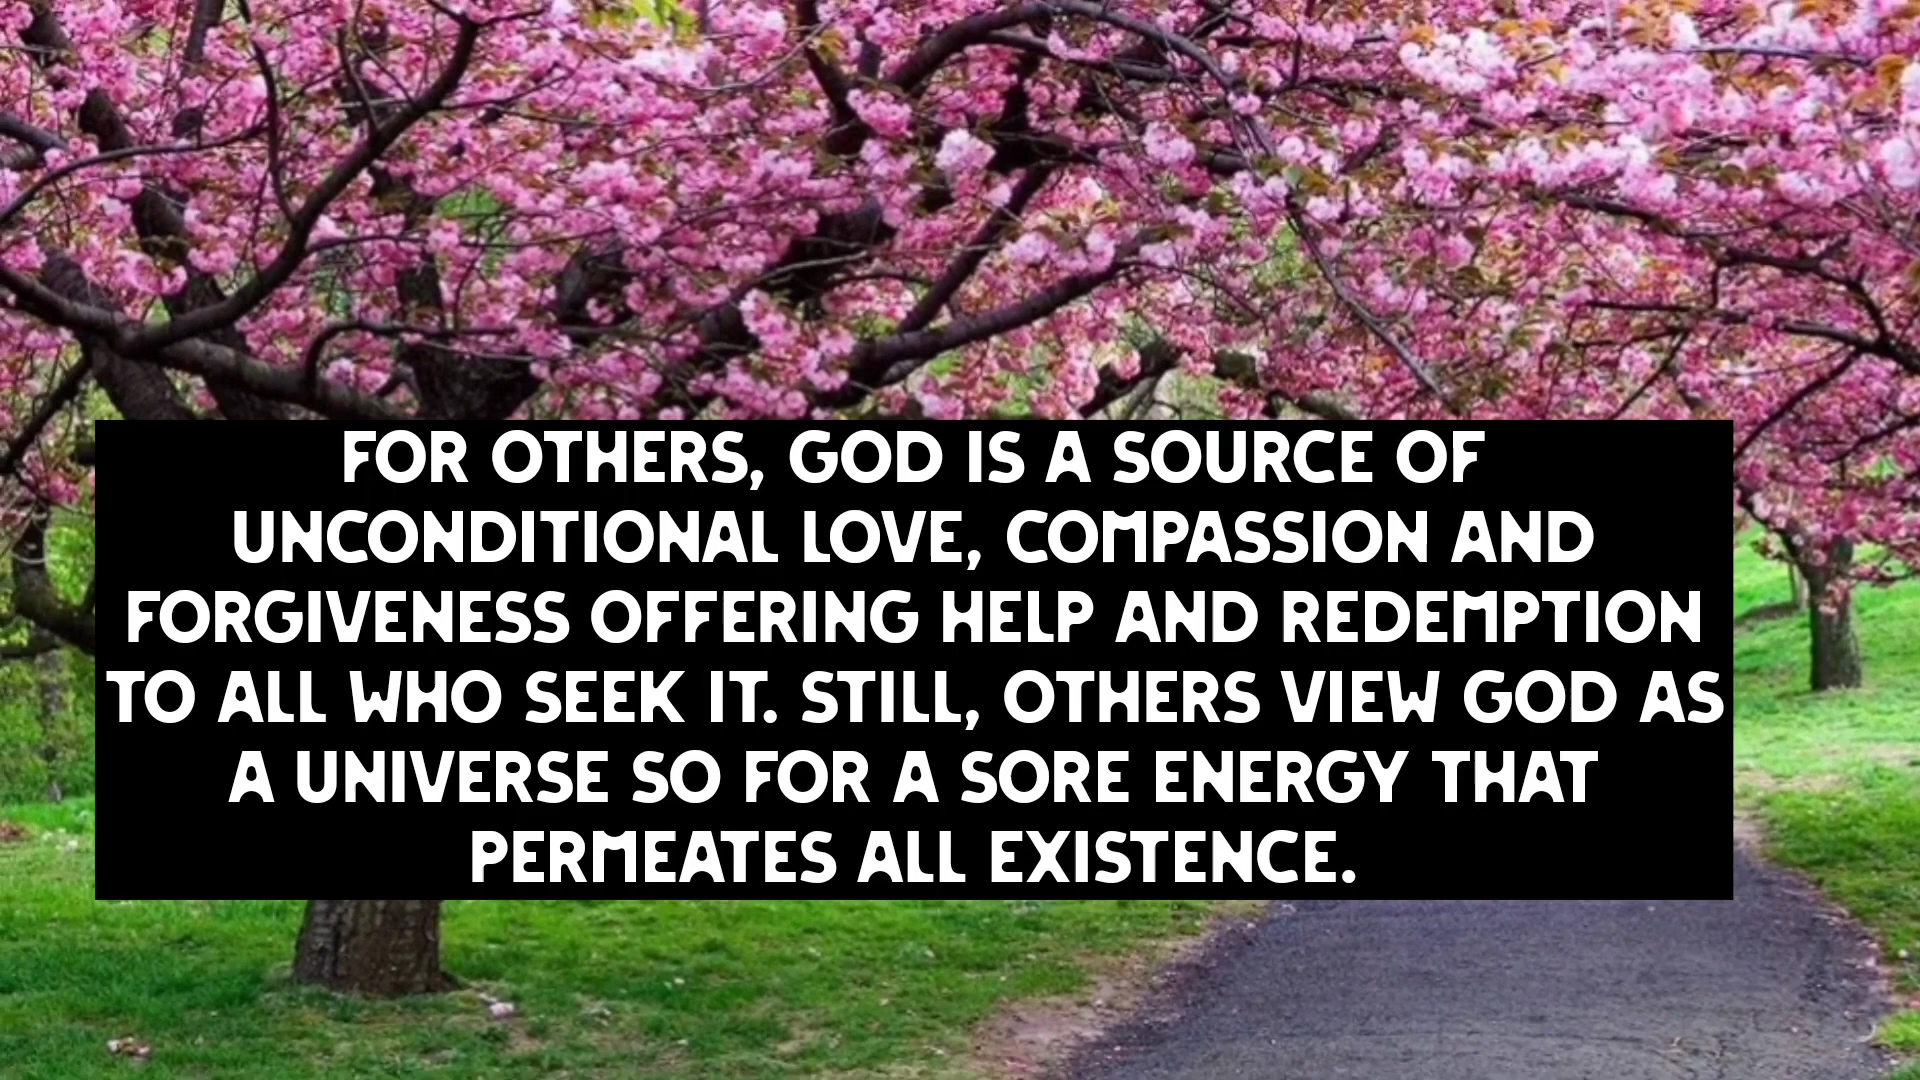 FOR OTHERS, GOD IS A SOURCE OF
UNCONDITIONAL LOVE, COMPASSION AND
FORGIVENESS OFFERING HELP AND REDEMPTION
TO ALL WHO SEEK IT. STILL, OTHERS VIEW GOD AS
A UNIVERSE SO FOR A SORE ENERGY THAT
PERMEATES ALL EXISTENCE.